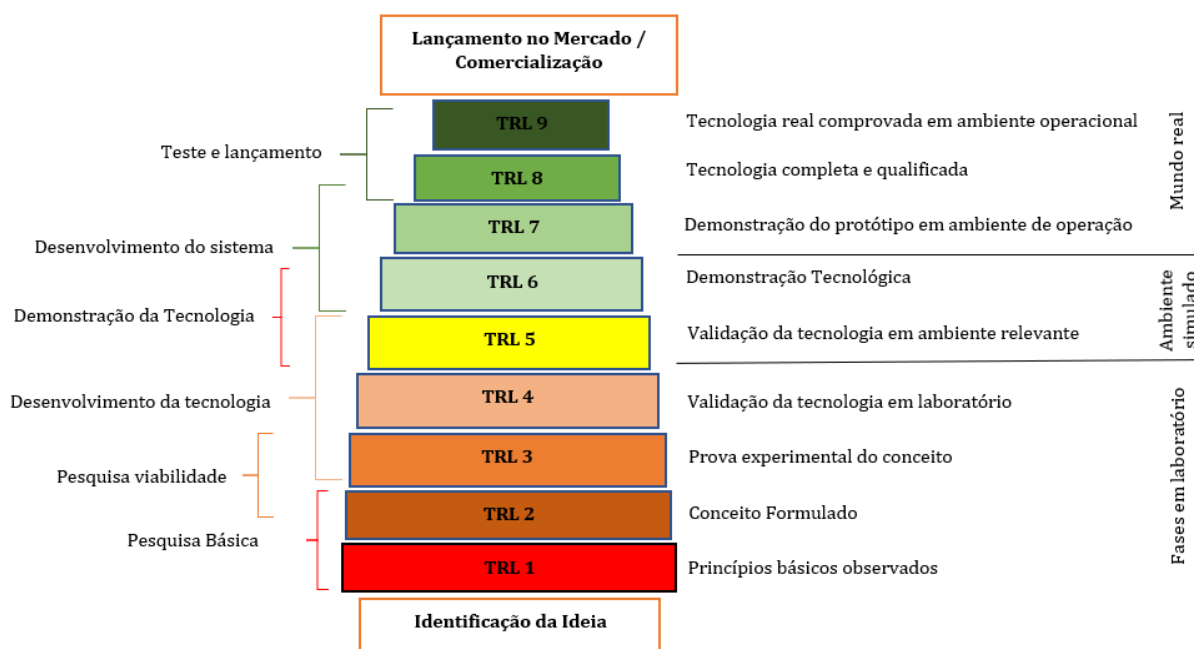 Lançamento no Mercado /
Comercialização
TRL 9
Tecnologia real comprovada em ambiente operacional
Teste e lançamento
TRL 8
Tecnologia completa e qualificada
Mundo real
TRL 7
Demonstração do protótipo em ambiente de operação
Desenvolvimento do sistema
TRL 6
Demonstração Tecnológica
Demonstração da Tecnologia
TRL 5
Validação da tecnologia em ambiente relevante
Ambiente
simulado
Desenvolvimento da tecnologia
TRL 4
Validação da tecnologia em laboratório
TRL 3
Prova experimental do conceito
Pesquisa viabilidade
Fases em laboratório
TRL 2
Conceito Formulado
Pesquisa Básica
TRL 1
Princípios básicos observados
Identificação da Ideia